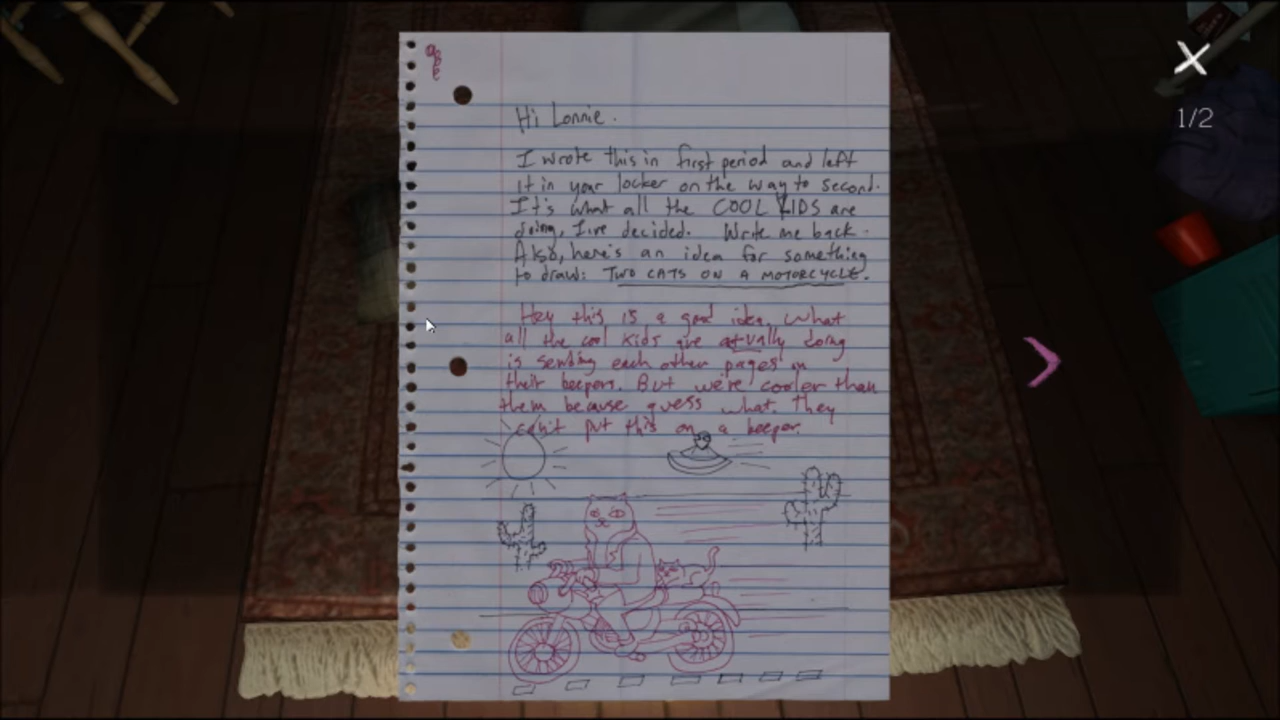 1/2
Hi Lonnie.
I wrote this in first period and left
it in your locker on the way to second.
It's what all the COOL KIDS are
doing, I've decided. Write me back.
Also, here's an idea for something
to draw: TWO CATS ON A MOTORCYCLE.
Hey this is a good idea. What
all the cool kids are actually doing
is sending each other pages on
their beepers. But we're cooler than
them because guess what. They
can't put this on a beeper.